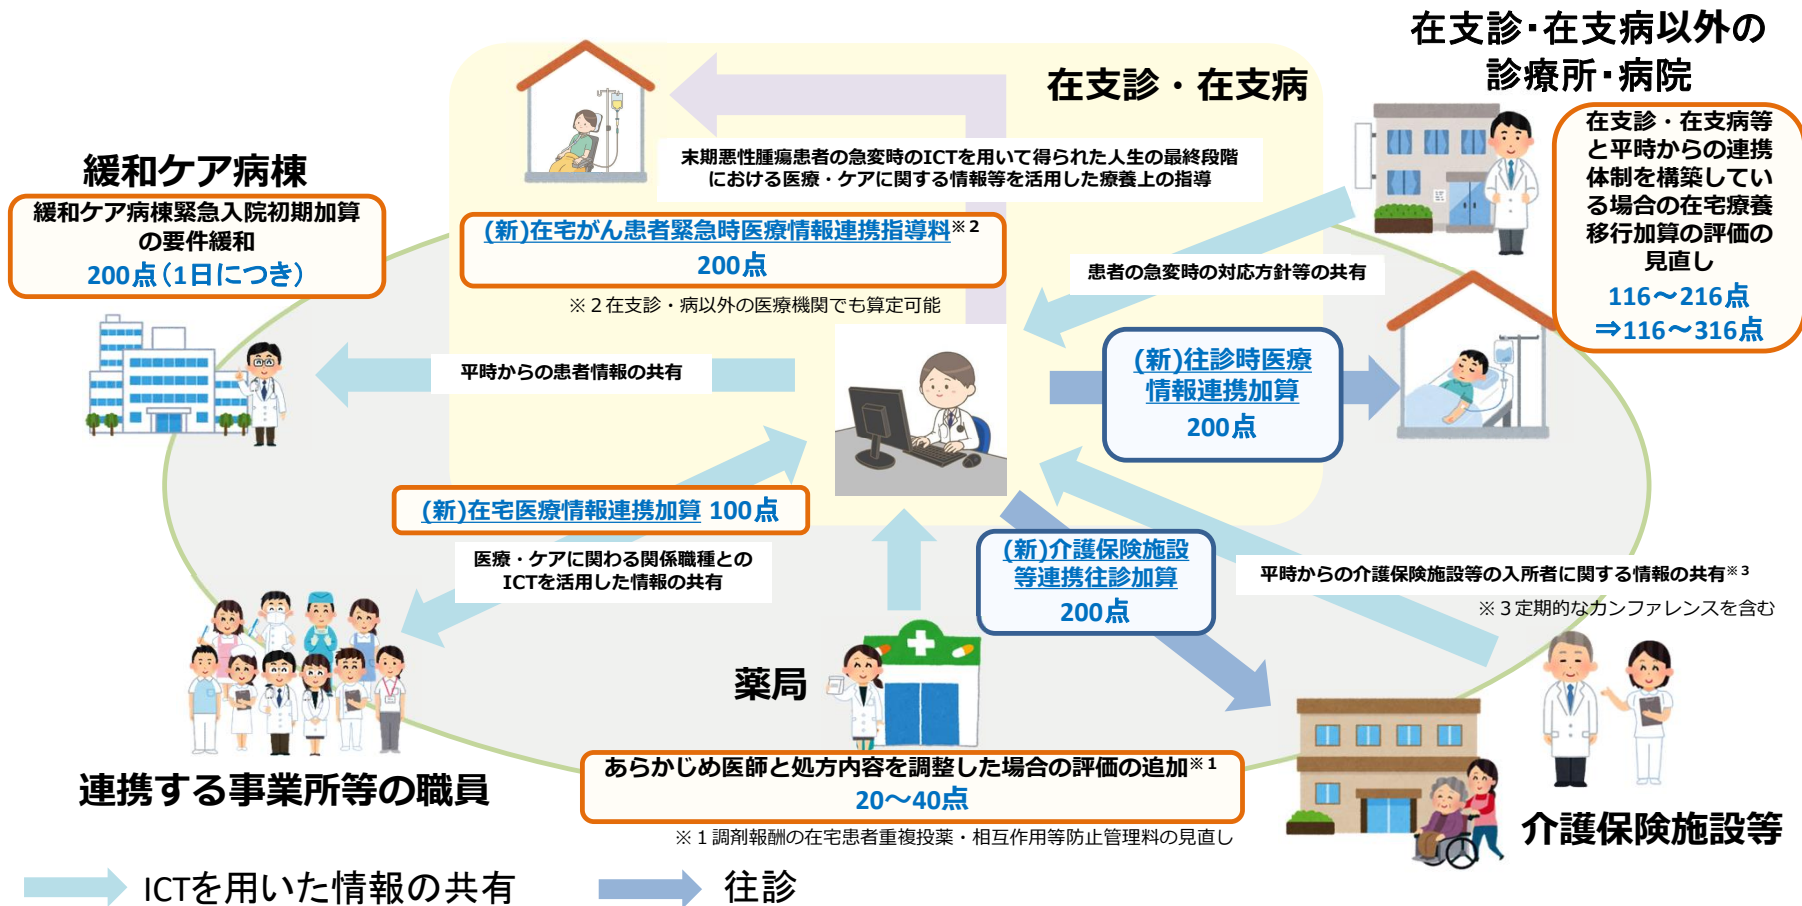 在支診・在支病以外の
診療所・病院
在支診・在支病
在支診・在支病等
と平時からの連携
体制を構築してい
る場合の在宅療養
移行加算の評価の
見直し
116～216点
⇒116～316点
末期悪性腫瘍患者の急変時のICTを用いて得られた人生の最終段階
における医療・ケアに関する情報等を活用した療養上の指導
緩和ケア病棟
緩和ケア病棟緊急入院初期加算
の要件緩和
200点（1日につき）
(新)在宅がん患者緊急時医療情報連携指導料※2
200点
※２在支診・病以外の医療機関でも算定可能
患者の急変時の対応方針等の共有
平時からの患者情報の共有
(新)往診時医療
情報連携加算
200点
(新)在宅医療情報連携加算 100点
医療・ケアに関わる関係職種との
ICTを活用した情報の共有
(新)介護保険施設
等連携往診加算
200点
平時からの介護保険施設等の入所者に関する情報の共有※3
※３定期的なカンファレンスを含む
薬局
連携する事業所等の職員
あらかじめ医師と処方内容を調整した場合の評価の追加※1
20～40点
※１調剤報酬の在宅患者重複投薬・相互作用等防止管理料の見直し
介護保険施設等
ICTを用いた情報の共有
往診